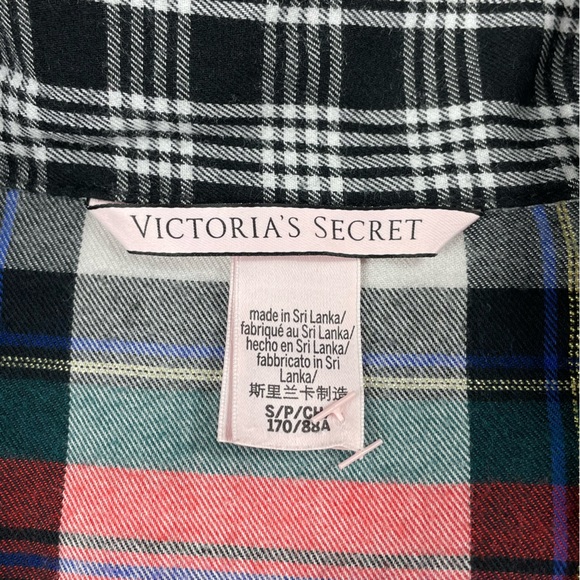 VICTORIA'S SECRET
made in Sri Lanka/
fabriqué au Sri Lanka/
hecho en Sri Lanka/
fabbricato in Sri
Lanka/
斯里兰卡制造
S/P/CH
170/88A